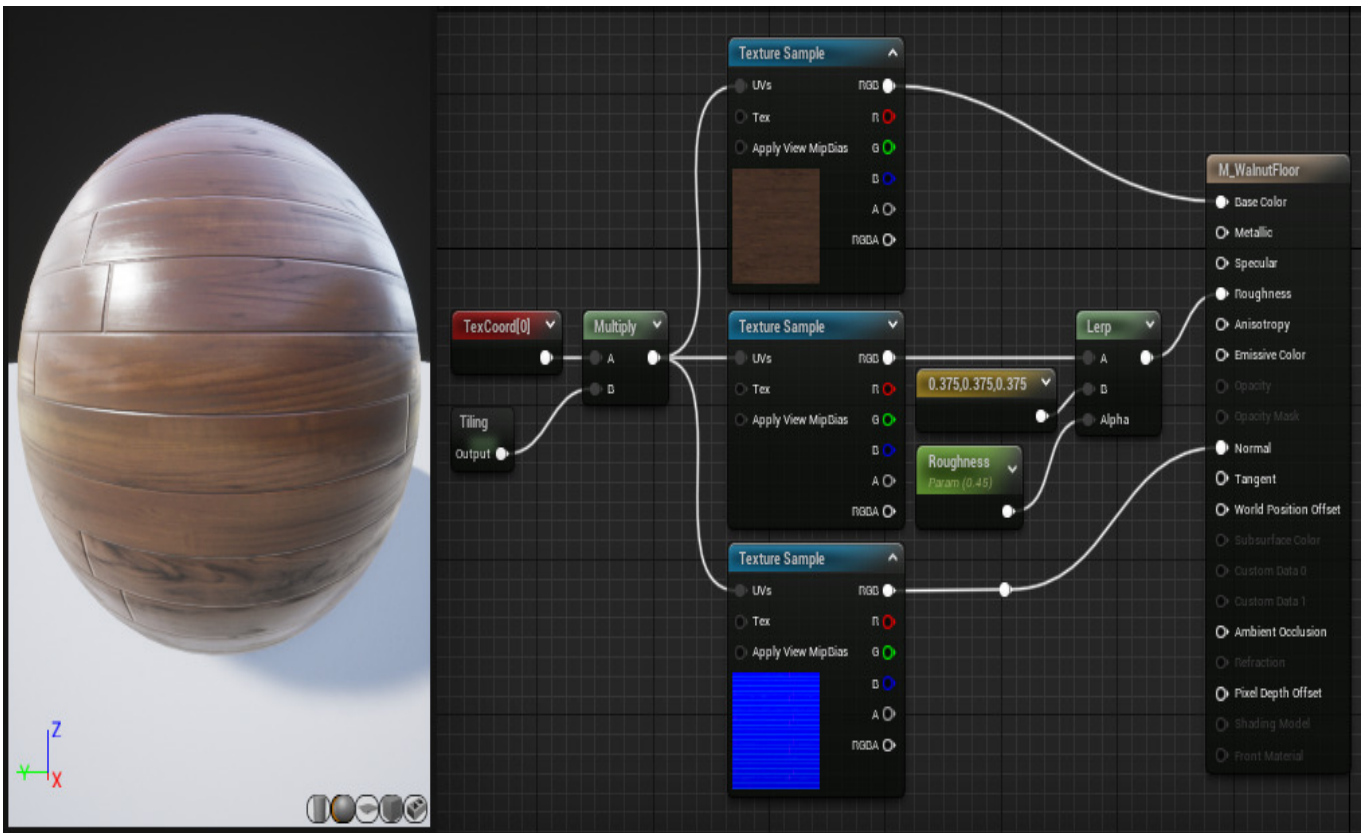 Texture Sample
UVs
RGB
Tex
R
Apply View MipBias
G
B
A
RGBA
M_WalnutFloor
Base Color
Metallic
Specular
Roughness
Anisotropy
Emissive Color
Opacity
Opacity Mask
Normal
Tangent
World Position Offset
Subsurface Color
Custom Data 0
Custom Data 1
Ambient Occlusion
Refraction
Pixel Depth Offset
Shading Model
Front Material
TexCoord[0]
Multiply
A
B
Tiling
Output
Texture Sample
UVs
RGB
Tex
R
Apply View MipBias
G
B
A
RGBA
0.375,0.375,0.375
Roughness
Param (0.45)
Lerp
A
B
Alpha
Texture Sample
UVs
RGB
Tex
R
Apply View MipBias
G
B
A
RGBA
Z
Y
X